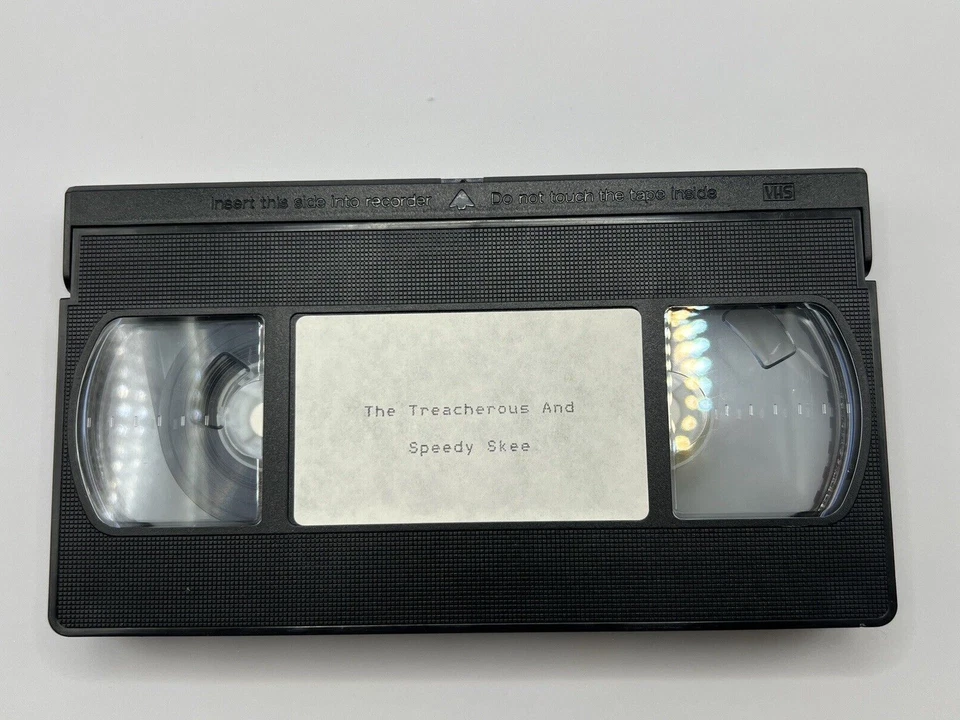 Insert this side into recorder Do not touch the tape inside VHS
The Treacherous And
Speedy Skee